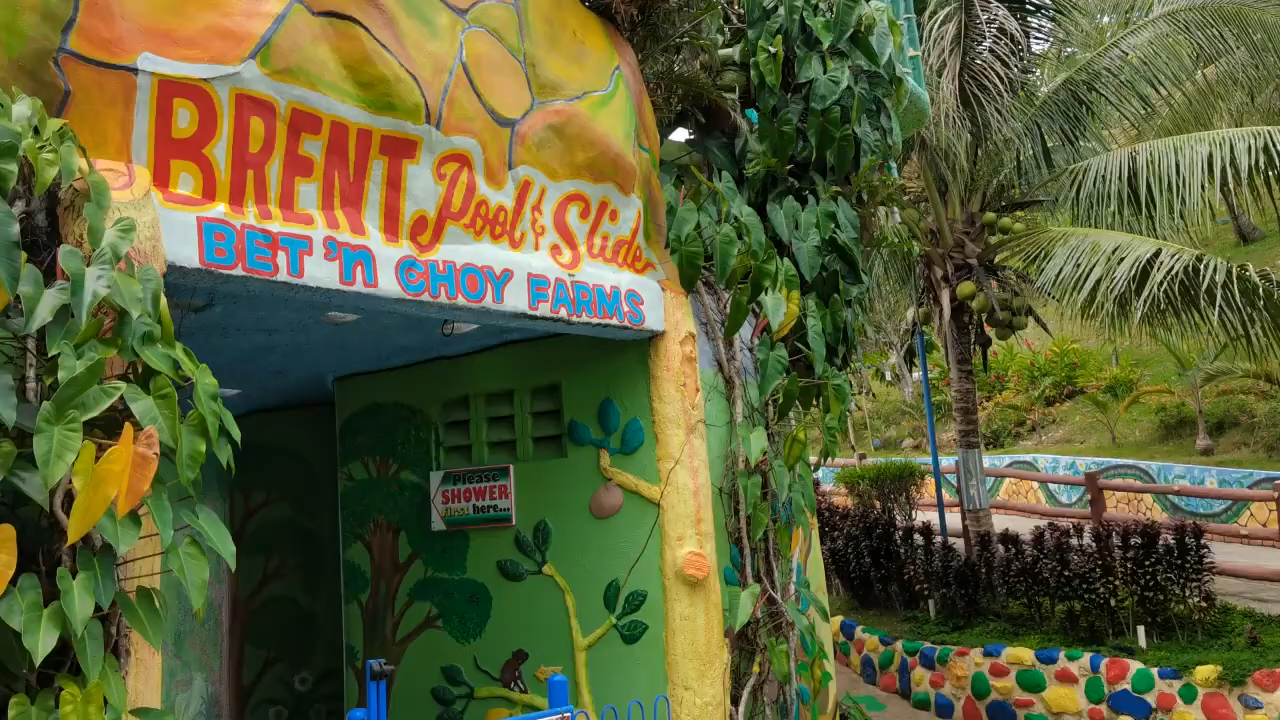 BRENT Pool & Slide
BET 'n CHOY FARMS
Please
SHOWER
first here...